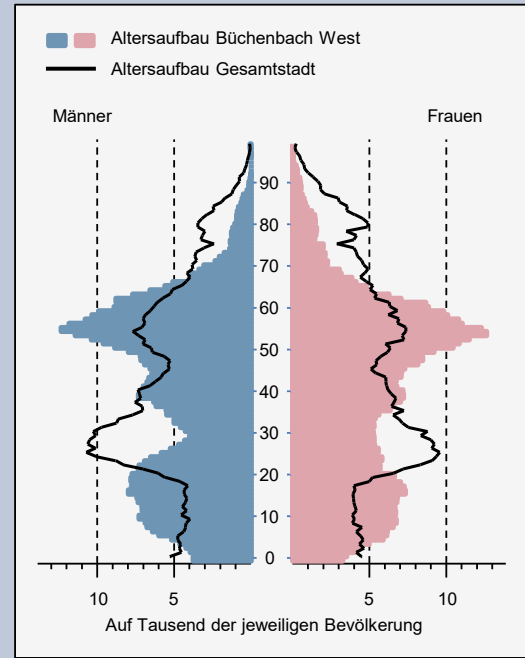 Altersaufbau Büchenbach West
Altersaufbau Gesamtstadt
Männer Frauen
90
80
70
60
50
40
30
20
10
0
10 5 5 10
Auf Tausend der jeweiligen Bevölkerung